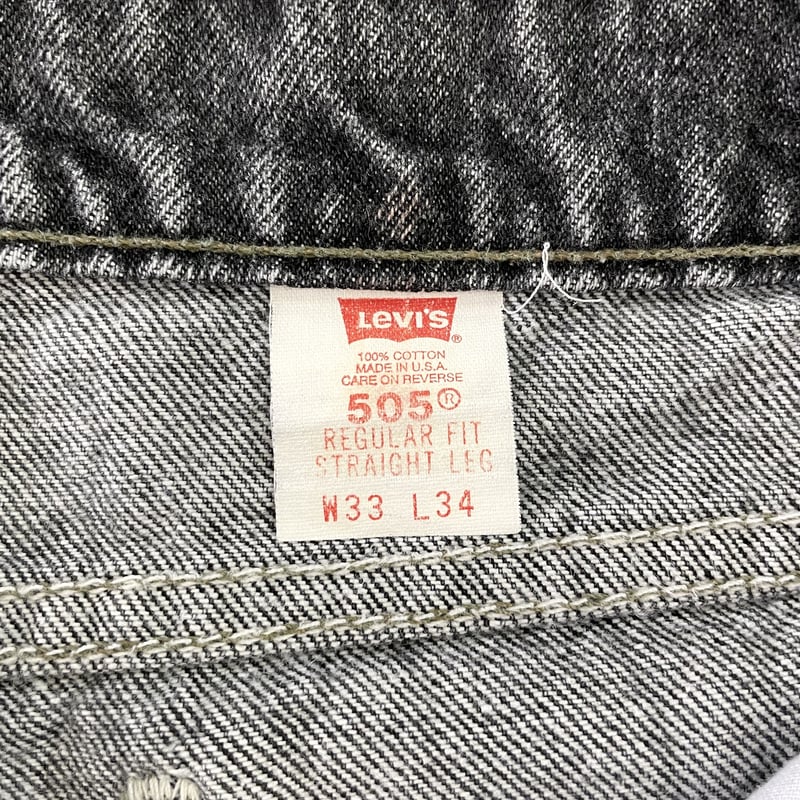 Levi's®
100% COTTON
MADE IN U.S.A.
CARE ON REVERSE
505®
REGULAR FIT
STRAIGHT LEG
W33 L34